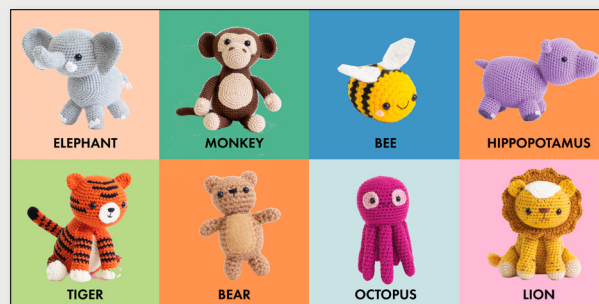 ELEPHANT
MONKEY
BEE
HIPPOPOTAMUS
TIGER
BEAR
OCTOPUS
LION